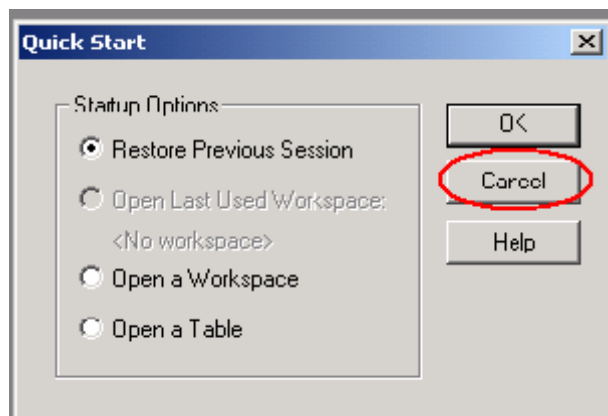 Quick Start
Startup Options
Restore Previous Session
Open Last Used Workspace:
<No workspace>
Open a Workspace
Open a Table
OK
Cancel
Help